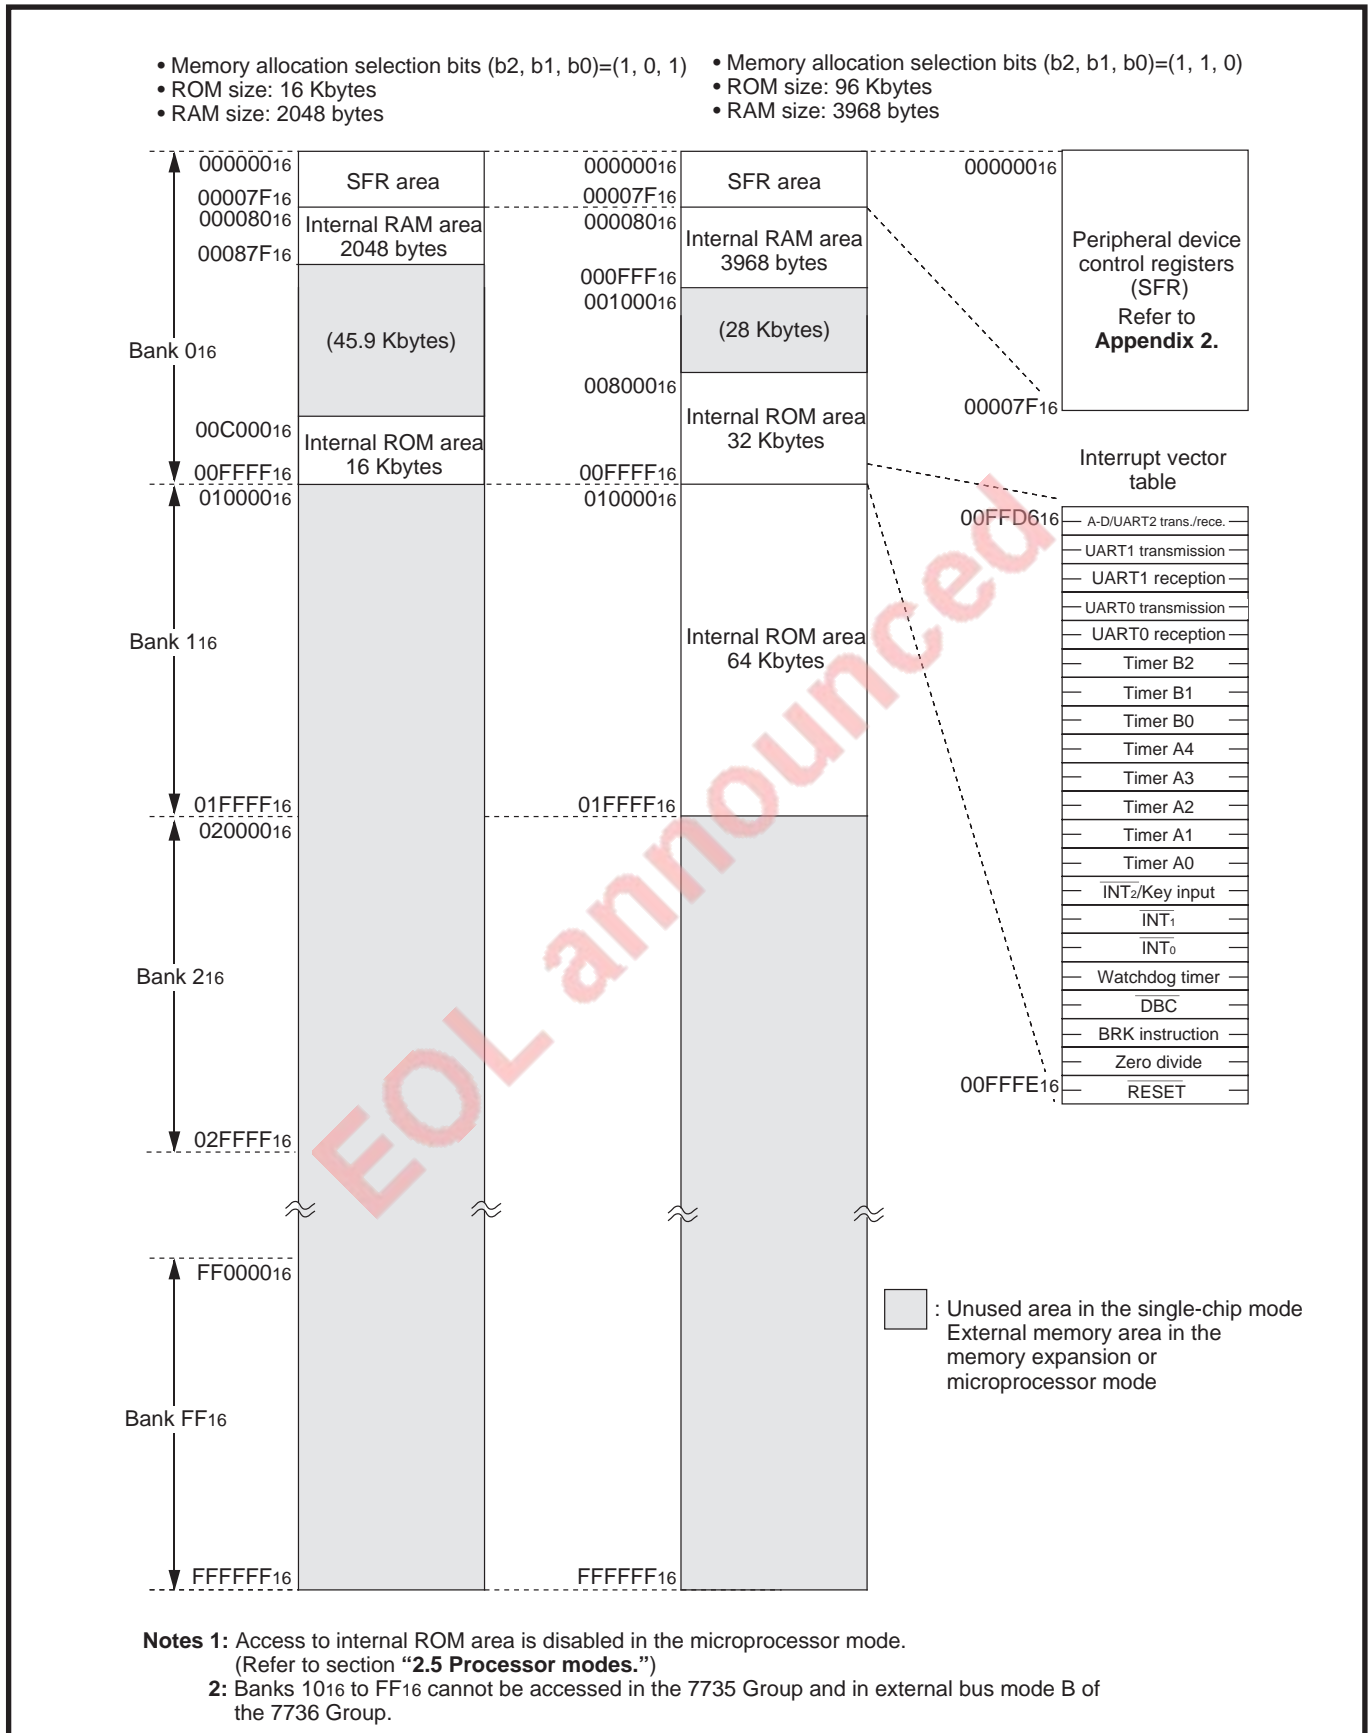 • Memory allocation selection bits (b2, b1, b0)=(1, 0, 1)
• ROM size: 16 Kbytes
• RAM size: 2048 bytes
• Memory allocation selection bits (b2, b1, b0)=(1, 1, 0)
• ROM size: 96 Kbytes
• RAM size: 3968 bytes
Bank 016
Bank 116
Bank 216
Bank FF16
00000016
00007F16
00008016
00087F16
00C00016
00FFFF16
01000016
01FFFF16
02000016
02FFFF16
FF000016
FFFFFF16
SFR area
Internal RAM area
2048 bytes
(45.9 Kbytes)
Internal ROM area
16 Kbytes
00000016
00007F16
00008016
000FFF16
00100016
00800016
00FFFF16
01000016
01FFFF16
FFFFFF16
SFR area
Internal RAM area
3968 bytes
(28 Kbytes)
Internal ROM area
32 Kbytes
Internal ROM area
64 Kbytes
00000016
00007F16
Peripheral device
control registers
(SFR)
Refer to
Appendix 2.
Interrupt vector
table
00FFD616
A-D/UART2 trans./rece.
UART1 transmission
UART1 reception
UART0 transmission
UART0 reception
Timer B2
Timer B1
Timer B0
Timer A4
Timer A3
Timer A2
Timer A1
Timer A0
INT2/Key input
INT1
INT0
Watchdog timer
DBC
BRK instruction
Zero divide
00FFFE16
RESET
EOL announced
: Unused area in the single-chip mode
External memory area in the
memory expansion or
microprocessor mode
Notes 1: Access to internal ROM area is disabled in the microprocessor mode.
(Refer to section “2.5 Processor modes.”)
2: Banks 1016 to FF16 cannot be accessed in the 7735 Group and in external bus mode B of
the 7736 Group.